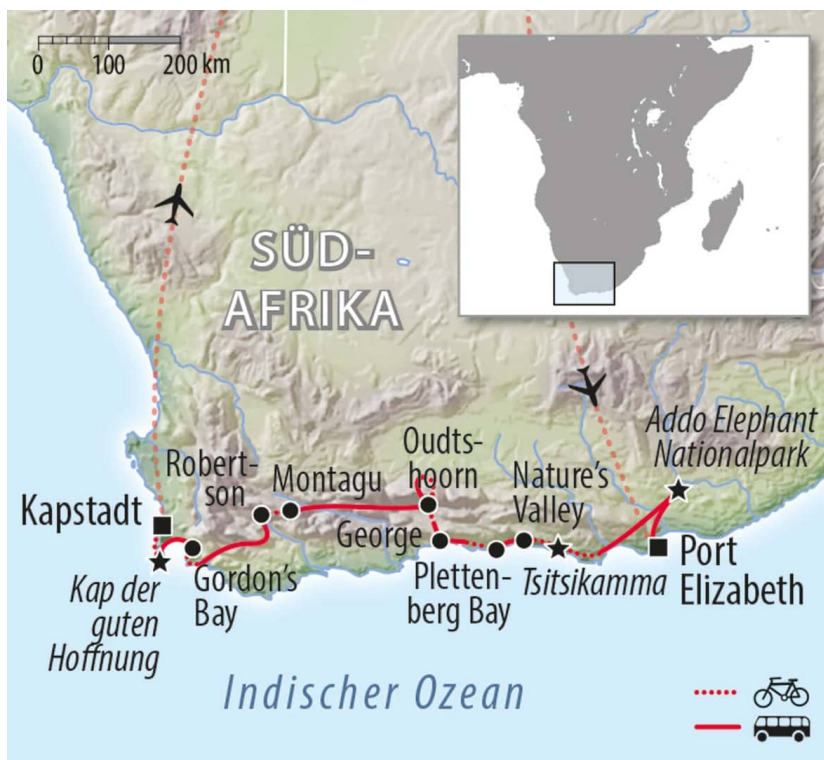 0 100 200 km
SÜD-
AFRIKA
Addo Elephant
Nationalpark
Oudts-
hoorn
Robert-
son
Montagu
Nature's
Valley
Kapstadt
George
Port
Elizabeth
Gordon's
Bay
Pletten-
berg Bay
Tsitsikamma
Kap der
guten
Hoffnung
Indischer Ozean